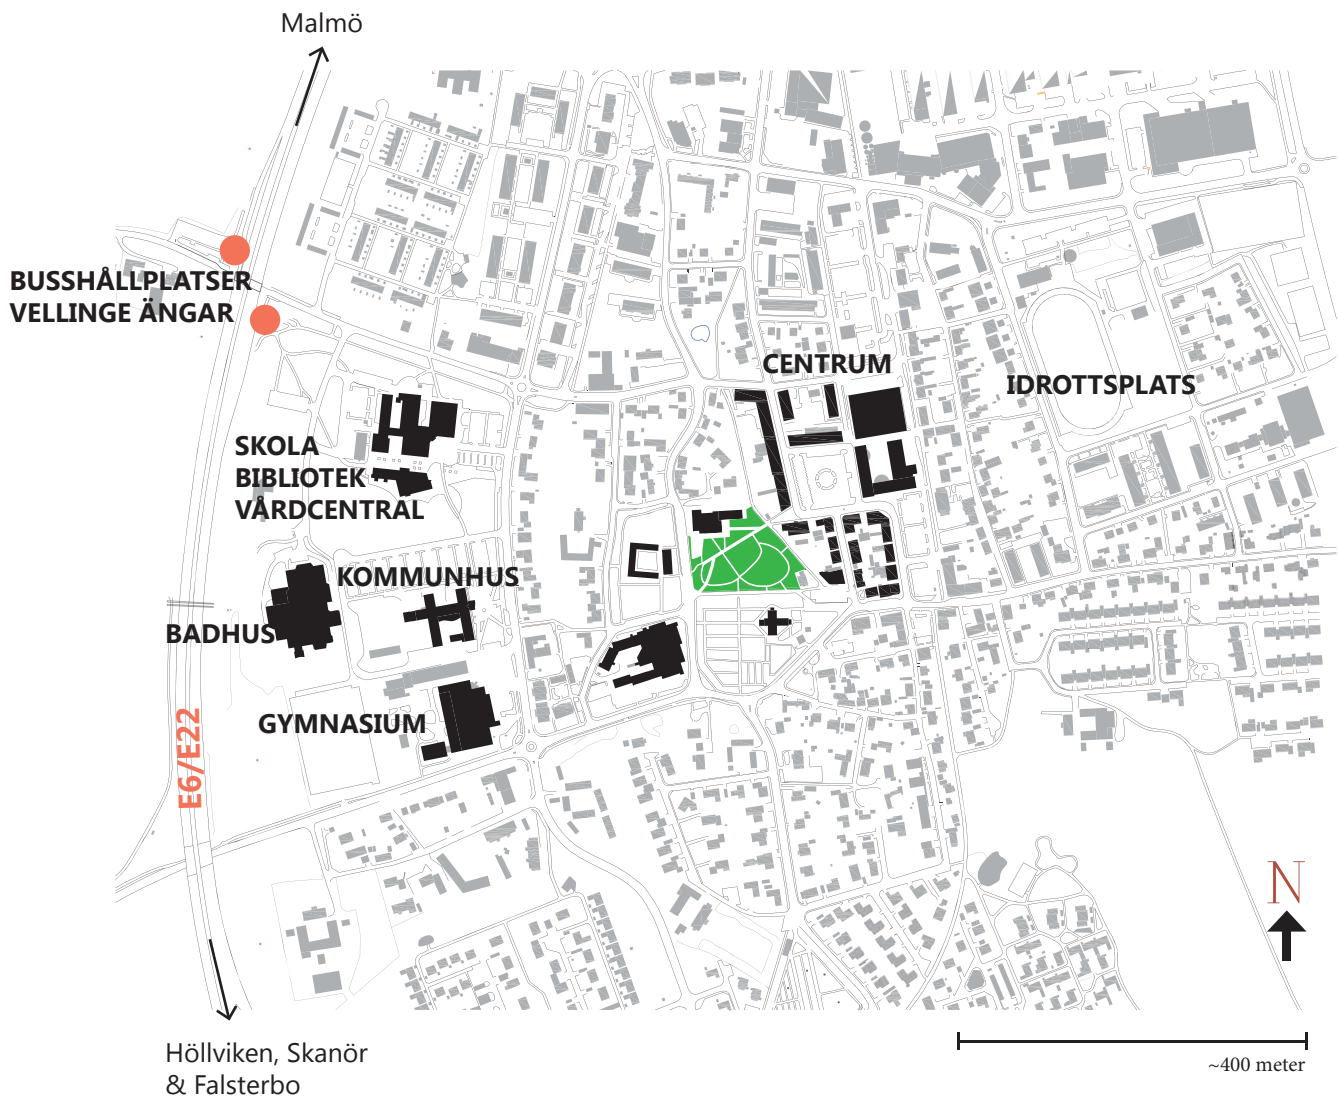 Malmö
BUSSHÅLLPLATSER
VELLINGE ÄNGAR
CENTRUM
IDROTTSPLATS
SKOLA
BIBLIOTEK
VÅRDCENTRAL
KOMMUNHUS
BADHUS
GYMNASIUM
E6/E22
N
Höllviken, Skanör
& Falsterbo
~400 meter